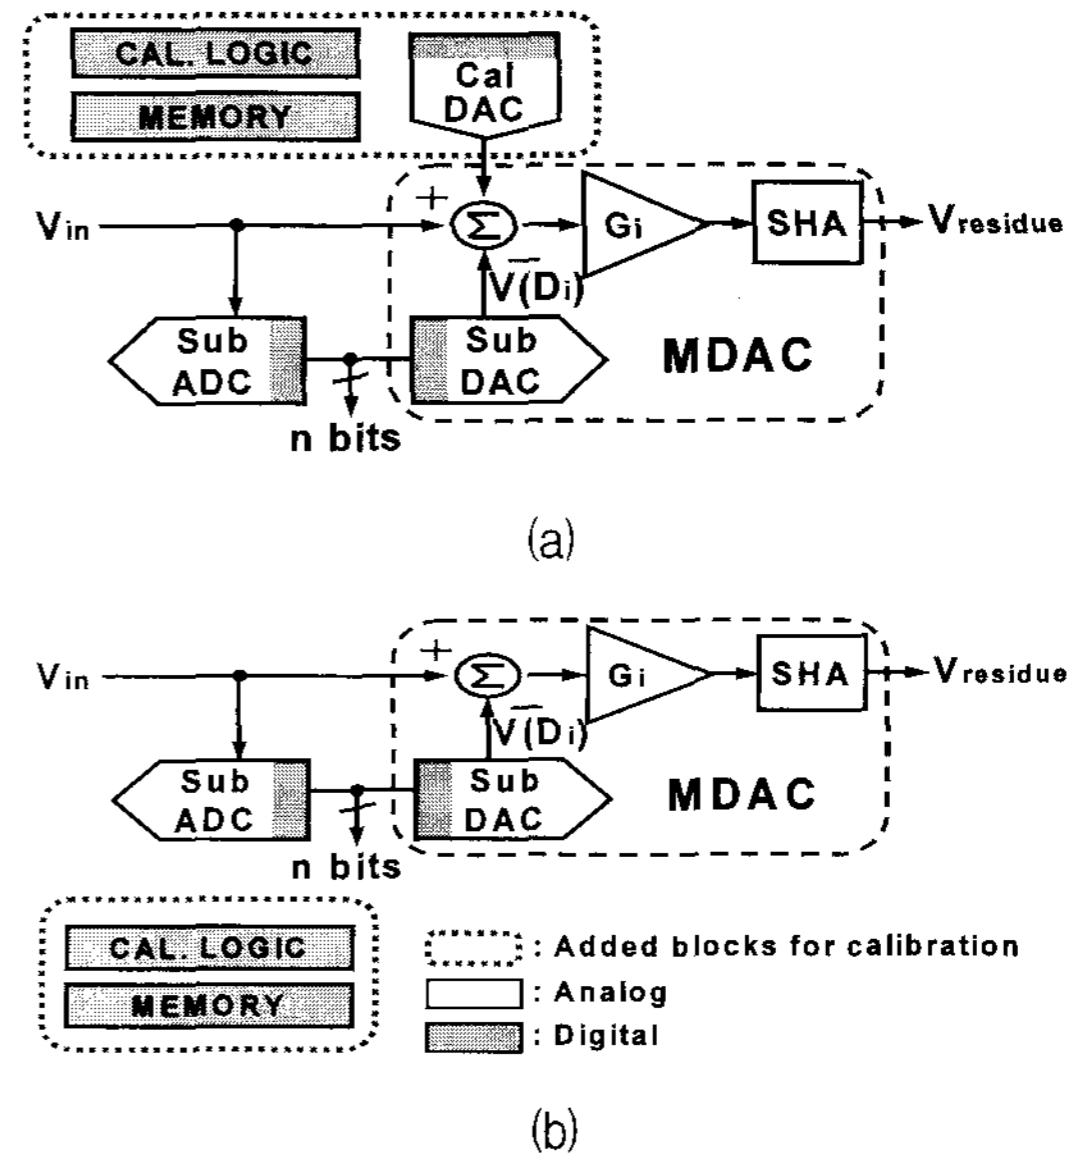 CAL. LOGIC
MEMORY
Cal
DAC
+
Vin
Σ
Gi
SHA
Vresidue
−
V(Di)
Sub
ADC
Sub
DAC
MDAC
n bits
(a)
+
Vin
Σ
Gi
SHA
Vresidue
−
V(Di)
Sub
ADC
Sub
DAC
MDAC
n bits
CAL. LOGIC
MEMORY
: Added blocks for calibration
: Analog
: Digital
(b)